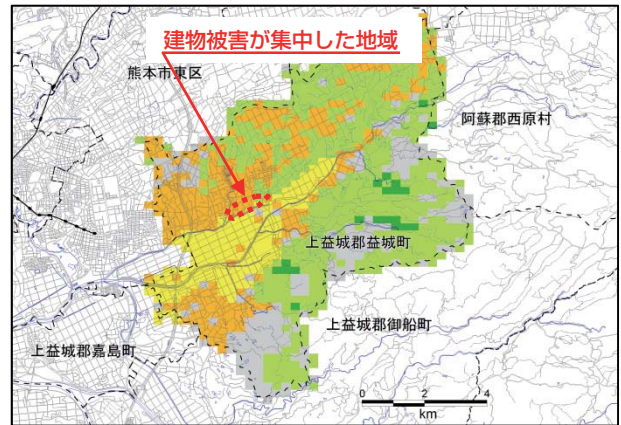 建物被害が集中した地域
熊本市東区
阿蘇郡西原村
上益城郡益城町
上益城郡御船町
上益城郡嘉島町
0 2 4
km